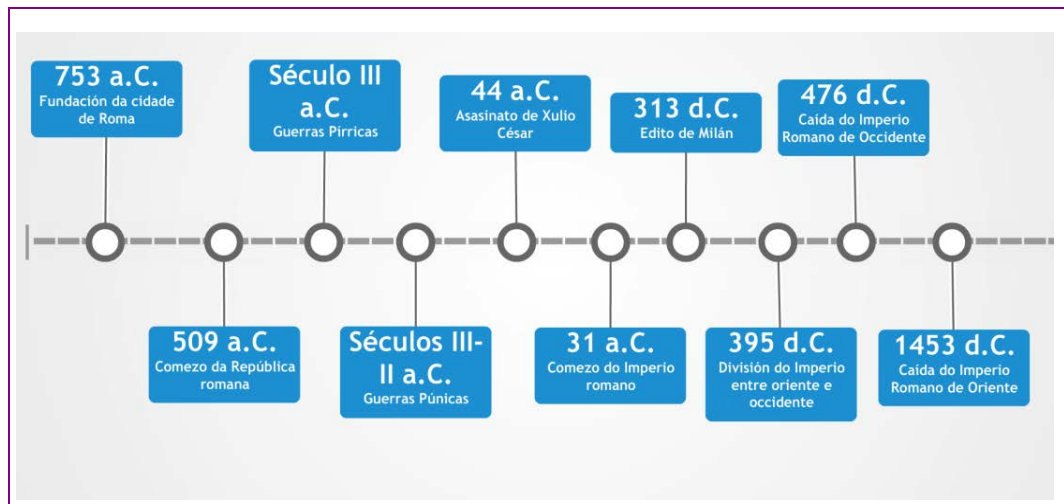 753 a.C.
Fundación da cidade
de Roma
509 a.C.
Comezo da República
romana
Século III
a.C.
Guerras Pírricas
Séculos III-
II a.C.
Guerras Púnicas
44 a.C.
Asasinato de Xulio
César
31 a.C.
Comezo do Imperio
romano
313 d.C.
Edito de Milán
395 d.C.
División do Imperio
entre oriente e
occidente
476 d.C.
Caída do Imperio
Romano de Occidente
1453 d.C.
Caída do Imperio
Romano de Oriente